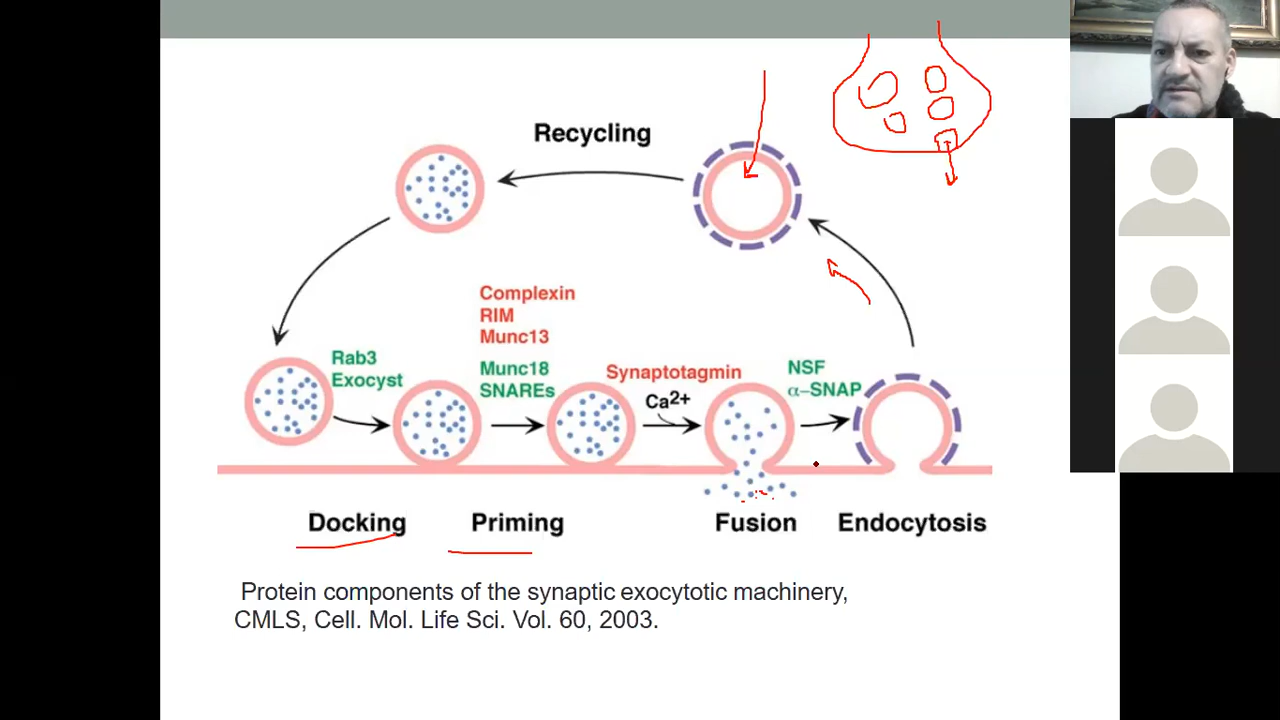 Recycling
Complexin
RIM
Munc13
Rab3
Exocyst
Munc18
SNAREs
Synaptotagmin
Ca2+
NSF
α–SNAP
Docking
Priming
Fusion
Endocytosis
Protein components of the synaptic exocytotic machinery,
CMLS, Cell. Mol. Life Sci. Vol. 60, 2003.